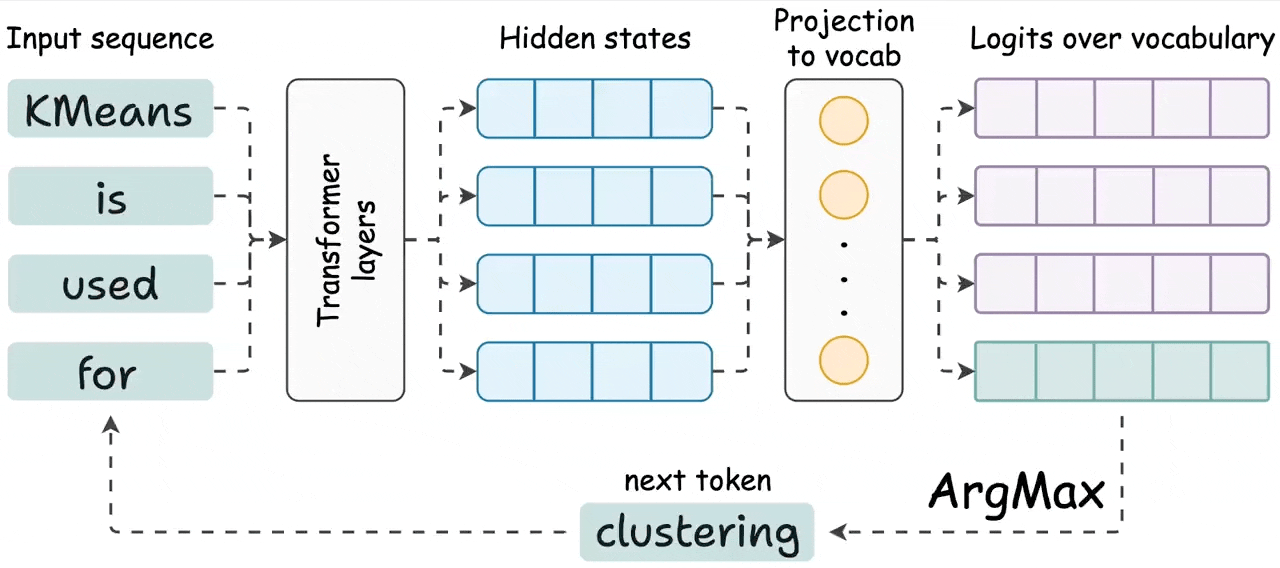 Input sequence
Hidden states
Projection
to vocab
Logits over vocabulary
KMeans
is
used
for
Transformer
layers
next token
clustering
ArgMax